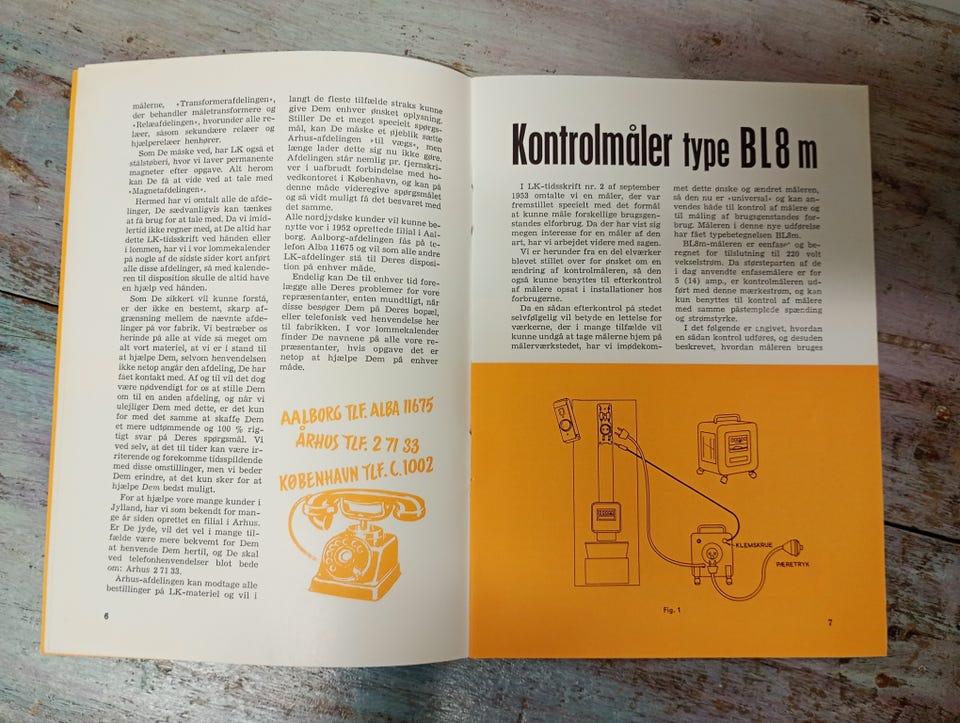 målerne, »Transformerafdelingen«,
der behandler måletransformere og
»Relæafdelingen«, hvorunder alle re-
læer, såsom sekundære relæer og
hjælperelæer henhører.
Som De måske ved, har LK også et
stålstøberi, hvor vi laver permanente
magneter efter opgave. Alt herom
kan De få at vide ved at tale med
»Magnetafdelingen«.
Hermed har vi omtalt alle de afde-
linger, De sædvanligvis kan tænkes
at få brug for at tale med. Da vi imid-
lertid ikke regner med, at De altid har
dette LK-tidsskrift ved hånden eller
i lommen, har vi i vor lommekalender
på nogle af de sidste sider kort anført
alle disse afdelinger, så med kalende-
ren til disposition skulle de altid have
en hjælp ved hånden.
Som De sikkert vil kunne forstå,
er der ikke en bestemt, skarp af-
grænsning mellem de nævnte afde-
linger på vor fabrik. Vi bestræber os
herinde på alle at vide så meget om
alt vort materiel, at vi er i stand til
at hjælpe Dem, selvom henvendelsen
ikke netop angår den afdeling, De har
fået kontakt med. Af og til vil det dog
være nødvendigt for os at stille Dem
om til en anden afdeling, og når vi
ulejliger Dem med dette, er det kun
for med det samme at skaffe Dem
et mere udtømmende og 100 % rig-
tigt svar på Deres spørgsmål. Vi
ved selv, at det til tider kan være ir-
riterende og forekomme tidsspildende
med disse omstillinger, men vi beder
Dem erindre, at det kun sker for at
hjælpe Dem bedst muligt.
For at hjælpe vore mange kunder i
Jylland, har vi som bekendt for man-
ge år siden oprettet en filial i Århus.
Er De jyde, vil det vel i mange til-
fælde være mere bekvemt for Dem
at henvende Dem hertil, og De skal
ved telefonhenvendelser blot bede
om: Århus 2 71 33.
Århus-afdelingen kan modtage alle
bestillinger på LK-materiel og vil i
langt de fleste tilfælde straks kunne
give Dem enhver ønsket oplysning.
Stiller De et meget specielt spørgs-
mål, kan De måske et øjeblik sætte
Århus-afdelingen »til vægs«, men
længe lader dette sig nu ikke gøre.
Afdelingen står nemlig pr. fjernskri-
ver i uafbrudt forbindelse med ho-
vedkontoret i København, og kan på
denne måde videregive spørgsmålet
og så vidt muligt få det besvaret med
det samme.
Alle nordjydske kunder vil kunne be-
nytte vor i 1952 oprettede filial i Aal-
borg. Aalborg-afdelingen fås på te-
lefon Alba 11675 og vil som alle andre
LK-afdelinger stå til Deres disposi-
tion på enhver måde.
Endelig kan De til enhver tid fore-
lægge alle Deres problemer for vore
repræsentanter, enten mundtligt, når
disse besøger Dem på Deres bopæl,
eller telefonisk ved henvendelse her
til fabrikken. I vor lommekalender
finder De navnene på alle vore re-
præsentanter, hvis opgave det er
netop at hjælpe Dem på enhver
måde.
AALBORG TLF. ALBA 11675
ÅRHUS TLF. 2 71 33
KØBENHAVN TLF. C. 1002
6
Kontrolmåler type BL8 m
I LK-tidsskrift nr. 2 af september
1953 omtalte vi en måler, der var
fremstillet specielt med det formål
at kunne måle forskellige brugsgen-
standes elforbrug. Da der har vist sig
megen interesse for en måler af den
art, har vi arbejdet videre med sagen.
Vi er herunder fra en del elværker
blevet stillet over for ønsket om en
ændring af kontrolmåleren, så den
også kunne benyttes til efterkontrol
af målere opsat i installationer hos
forbrugerne.
Da en sådan efterkontrol på stedet
selvfølgelig vil betyde en lettelse for
værkerne, der i mange tilfælde vil
kunne undgå at tage målerne hjem på
målerværkstedet, har vi imødekom-
met dette ønske og ændret måleren,
så den nu er »universal« og kan an-
vendes både til kontrol af målere og
til måling af brugsgenstandes for-
brug. Måleren i denne nye udførelse
har fået typebetegnelsen BL8m.
BL8m-måleren er eenfaset og be-
regnet for tilslutning til 220 volt
vekselstrøm. Da størsteparten af de
i dag anvendte enfasemålere er for
5 (14) amp., er kontrolmåleren ud-
ført med denne mærkestrøm, og kan
kun benyttes til kontrol af målere
med samme påstemplede spænding
og strømstyrke.
I det følgende er angivet, hvordan
en sådan kontrol udføres, og desuden
beskrevet, hvordan måleren bruges
KLEMSKRUE
PÆRETRYK
Fig. 1
7